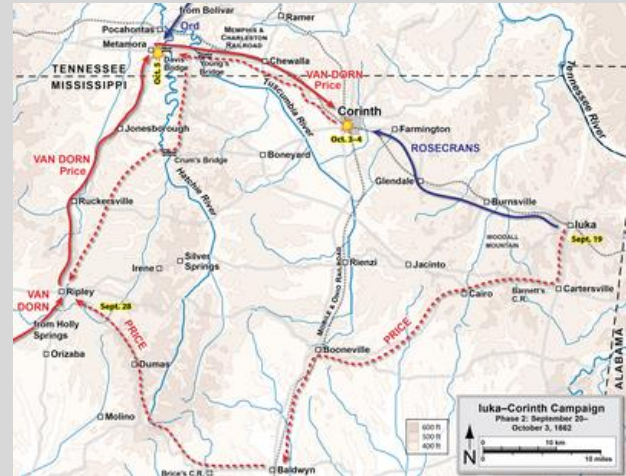 from Bolivar
Ord
Ramer
Pocahontas
MEMPHIS &
CHARLESTON
RAILROAD
Metamora
Davis
Bridge
Young's
Bridge
Chewalla
TENNESSEE
MISSISSIPPI
Oct. 5
VAN DORN
Price
Corinth
Oct. 3–4
Tuscumbia River
Tennessee River
Farmington
ROSECRANS
Jonesborough
Crum's Bridge
Boneyard
Glendale
VAN DORN
Price
Hatchie River
Ruckersville
Burnsville
Iuka
Sept. 19
WOODALL
MOUNTAIN
Silver
Springs
Irene
Rienzi
Jacinto
MOBILE & OHIO RAILROAD
Cairo
Barnett's
C.R.
Cartersville
VAN
DORN
Ripley
Sept. 28
from Holly
Springs
PRICE
PRICE
Orizaba
Dumas
Booneville
ALABAMA
Molino
Brice's C.R.
Baldwyn
600 ft
500 ft
400 ft
Iuka–Corinth Campaign
Phase 2: September 20–
October 3, 1862
N
0 10 km
0 10 miles